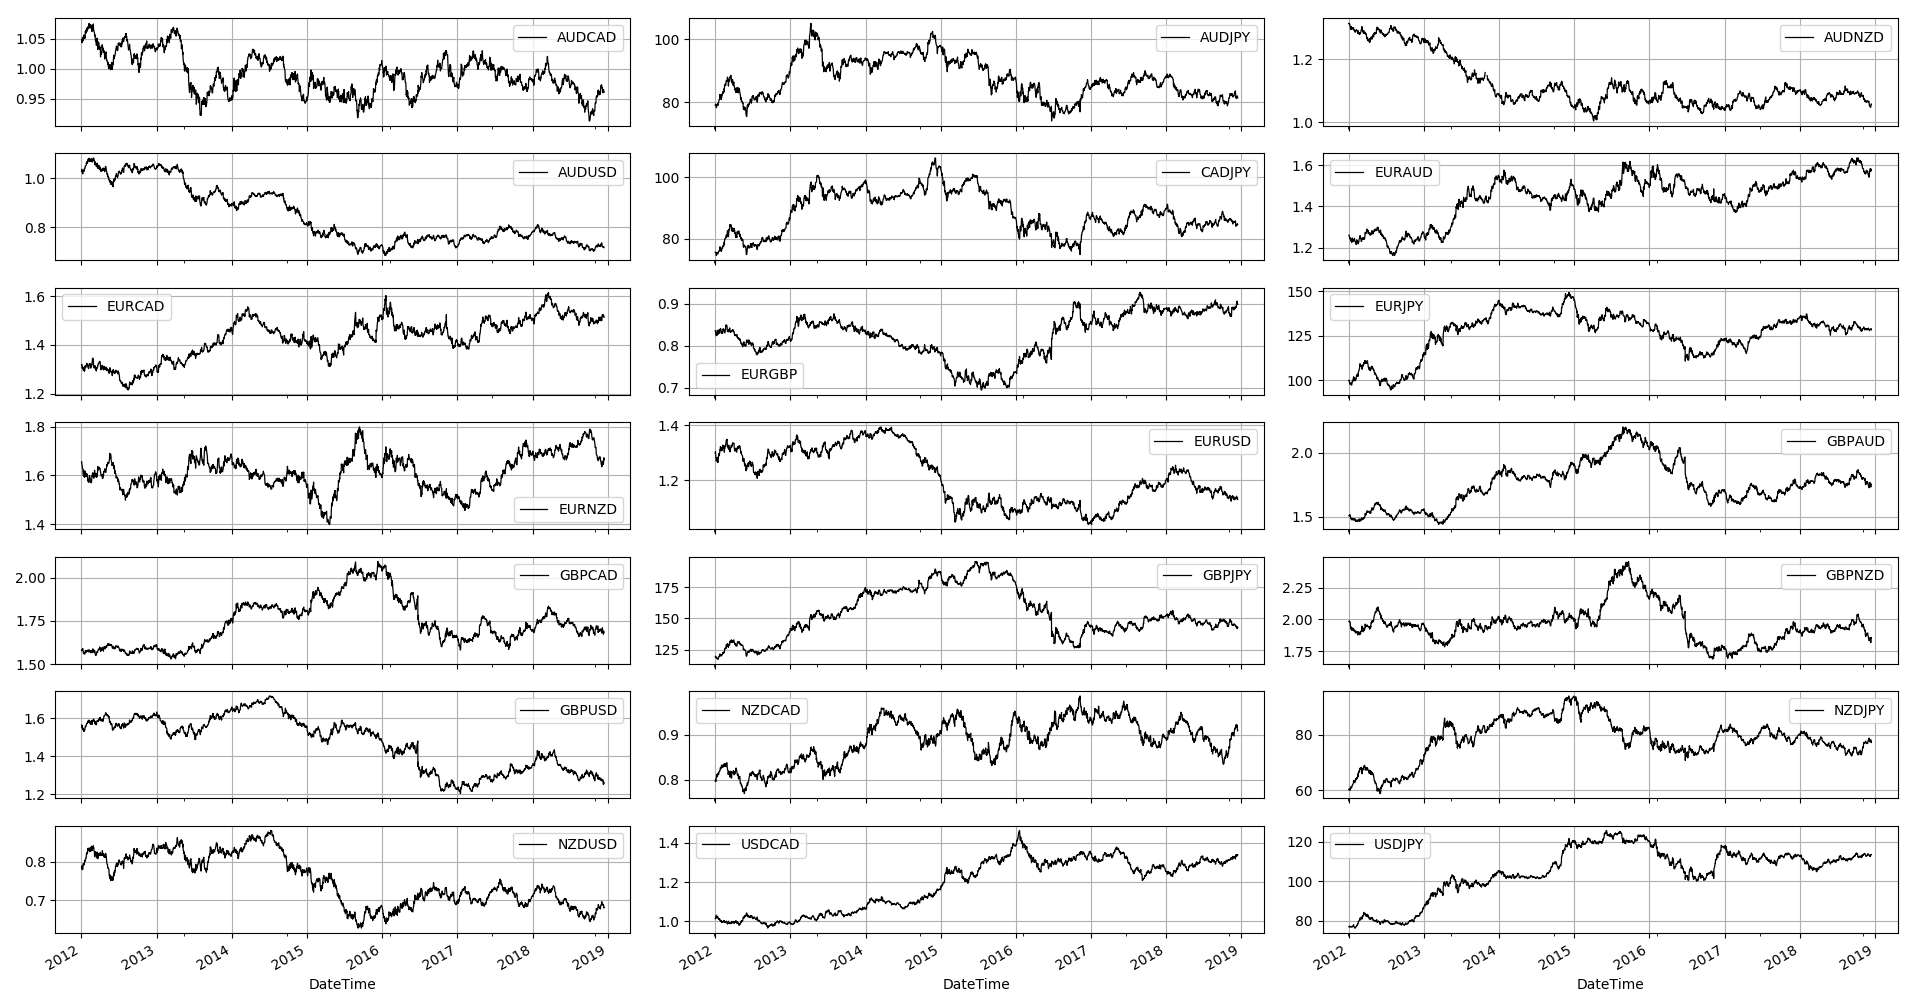 AUDCAD
1.05
1.00
0.95
AUDJPY
100
80
AUDNZD
1.2
1.0
AUDUSD
1.0
0.8
CADJPY
100
80
EURAUD
1.6
1.4
1.2
EURCAD
1.6
1.4
1.2
EURGBP
0.9
0.8
0.7
EURJPY
150
125
100
EURNZD
1.8
1.6
1.4
EURUSD
1.4
1.2
GBPAUD
2.0
1.5
GBPCAD
2.00
1.75
1.50
GBPJPY
175
150
125
GBPNZD
2.25
2.00
1.75
GBPUSD
1.6
1.4
1.2
NZDCAD
0.9
0.8
NZDJPY
80
60
NZDUSD
0.8
0.7
USDCAD
1.4
1.2
1.0
USDJPY
120
100
80
2012 2013 2014 2015 2016 2017 2018 2019
DateTime
2012 2013 2014 2015 2016 2017 2018 2019
DateTime
2012 2013 2014 2015 2016 2017 2018 2019
DateTime